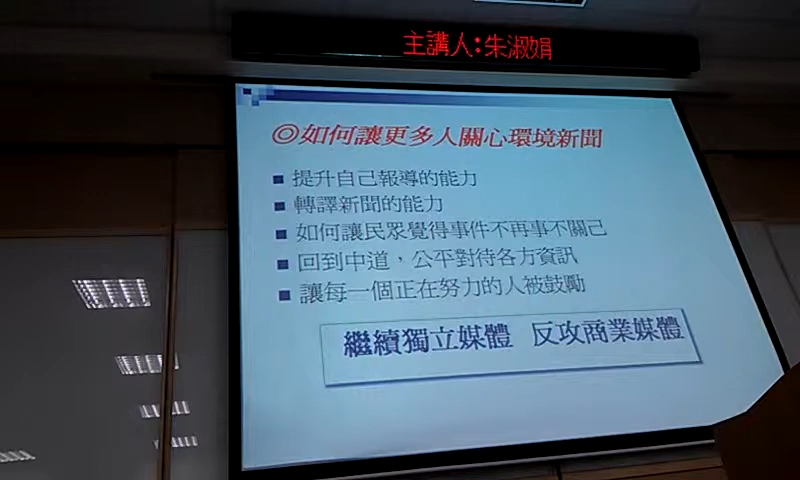 主講人:朱淑娟
◎如何讓更多人關心環境新聞
■ 提升自己報導的能力
■ 轉譯新聞的能力
■ 如何讓民眾覺得事件不再事不關己
■ 回到中道，公平對待各方資訊
■ 讓每一個正在努力的人被鼓勵
繼續獨立媒體 反攻商業媒體